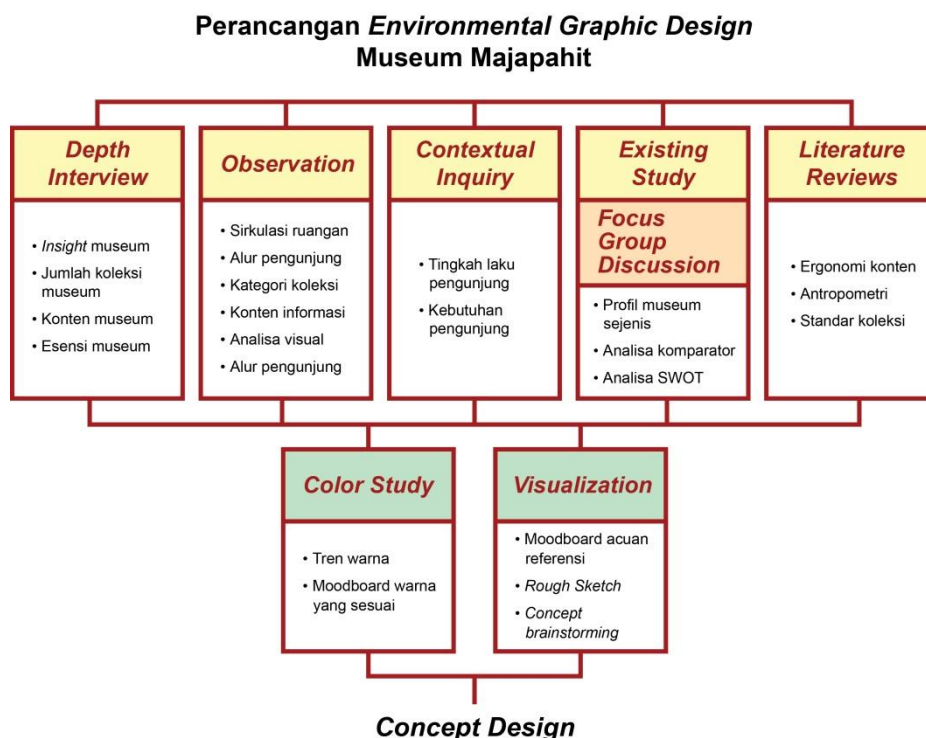 Perancangan Environmental Graphic Design
Museum Majapahit
Depth
Interview
• Insight museum
• Jumlah koleksi
museum
• Konten museum
• Esensi museum
Observation
• Sirkulasi ruangan
• Alur pengunjung
• Kategori koleksi
• Konten informasi
• Analisa visual
• Alur pengunjung
Contextual
Inquiry
• Tingkah laku
pengunjung
• Kebutuhan
pengunjung
Existing
Study
Focus
Group
Discussion
• Profil museum
sejenis
• Analisa komparator
• Analisa SWOT
Literature
Reviews
• Ergonomi konten
• Antropometri
• Standar koleksi
Color Study
• Tren warna
• Moodboard warna
yang sesuai
Visualization
• Moodboard acuan
referensi
• Rough Sketch
• Concept
brainstorming
Concept Design